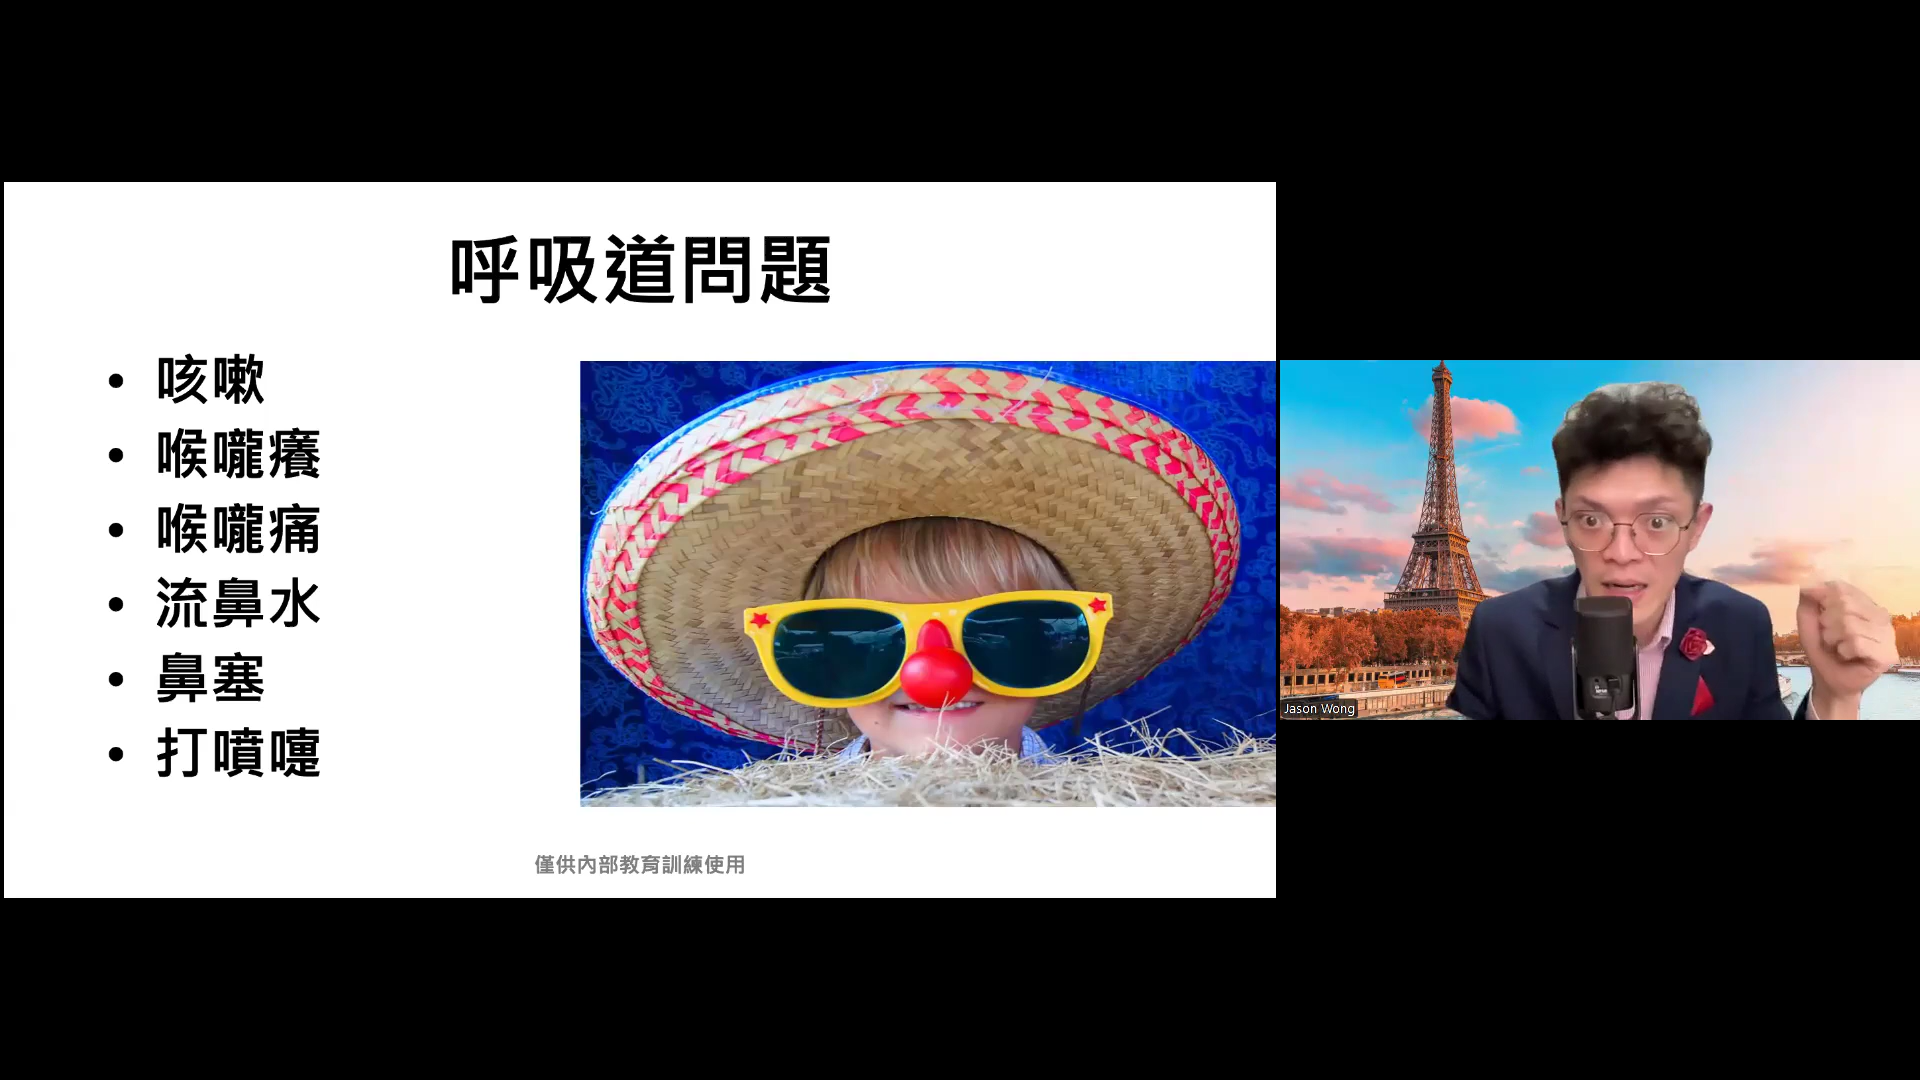 呼吸道問題
• 咳嗽
• 喉嚨癢
• 喉嚨痛
• 流鼻水
• 鼻塞
• 打噴嚏
僅供內部教育訓練使用
Jason Wong